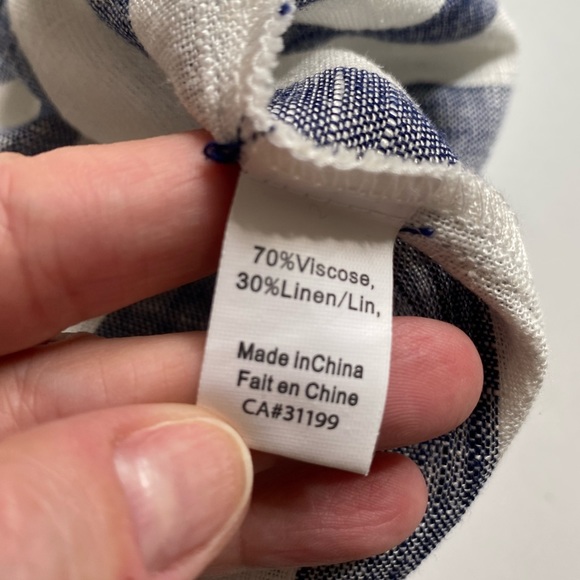 70%Viscose,
30%Linen/Lin,
Made InChina
Fait en Chine
CA#31199